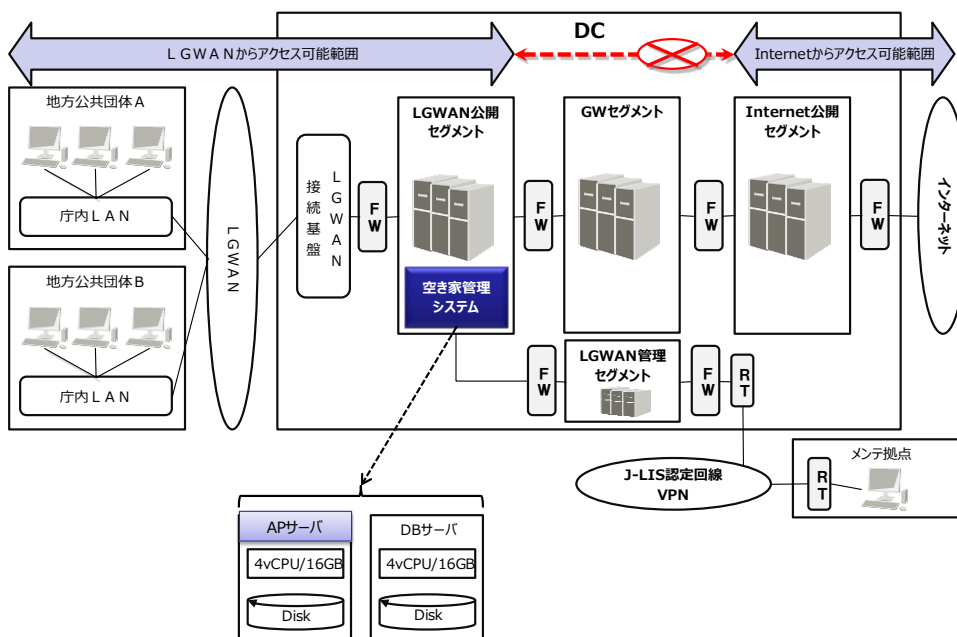 DC
ＬＧＷＡＮからアクセス可能範囲
Internetからアクセス可能範囲
地方公共団体Ａ
庁内ＬＡＮ
地方公共団体Ｂ
庁内ＬＡＮ
ＬＧＷＡＮ
ＬＧＷＡＮ
接続基盤
FW
LGWAN公開
セグメント
空き家管理
システム
FW
GWセグメント
FW
Internet公開
セグメント
FW
インターネット
FW
LGWAN管理
セグメント
FW
RT
J-LIS認定回線
VPN
メンテ拠点
RT
APサーバ
4vCPU/16GB
Disk
DBサーバ
4vCPU/16GB
Disk